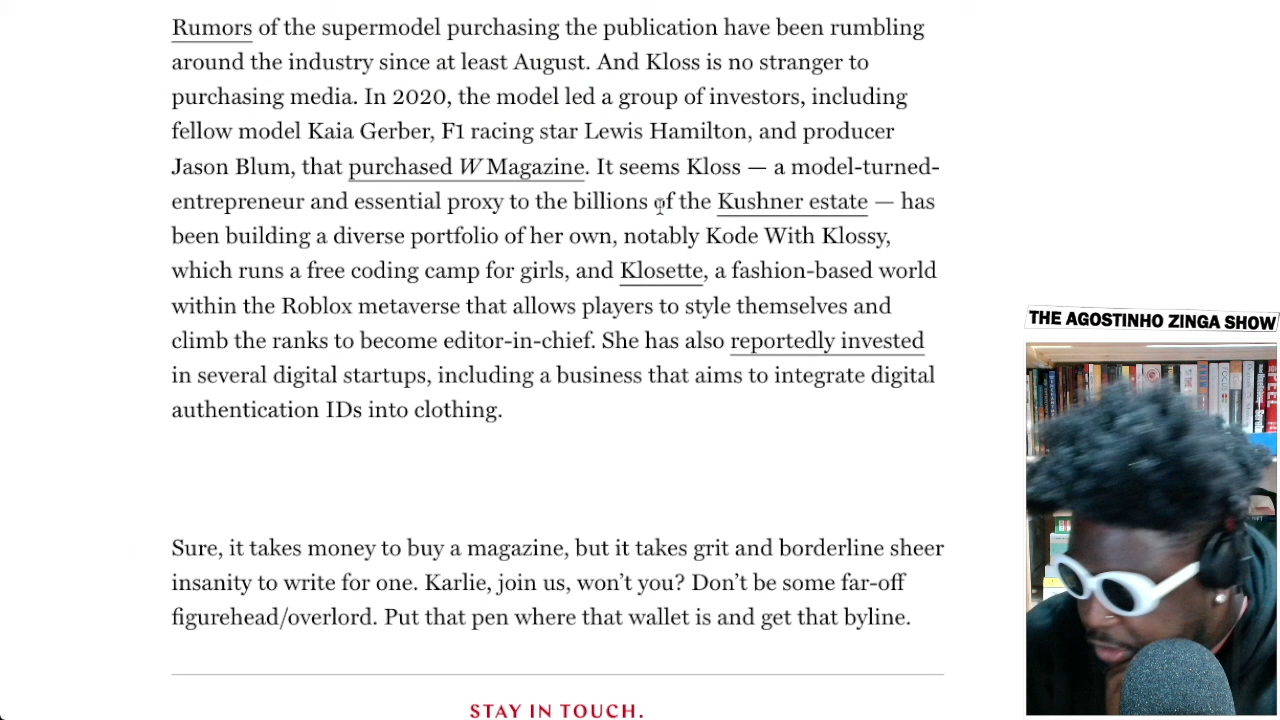 Rumors of the supermodel purchasing the publication have been rumbling
around the industry since at least August. And Kloss is no stranger to
purchasing media. In 2020, the model led a group of investors, including
fellow model Kaia Gerber, F1 racing star Lewis Hamilton, and producer
Jason Blum, that purchased W Magazine. It seems Kloss — a model-turned-
entrepreneur and essential proxy to the billions of the Kushner estate — has
been building a diverse portfolio of her own, notably Kode With Klossy,
which runs a free coding camp for girls, and Klosette, a fashion-based world
within the Roblox metaverse that allows players to style themselves and
climb the ranks to become editor-in-chief. She has also reportedly invested
in several digital startups, including a business that aims to integrate digital
authentication IDs into clothing.
THE AGOSTINHO ZINGA SHOW
Sure, it takes money to buy a magazine, but it takes grit and borderline sheer
insanity to write for one. Karlie, join us, won’t you? Don’t be some far-off
figurehead/overlord. Put that pen where that wallet is and get that byline.
STAY IN TOUCH.